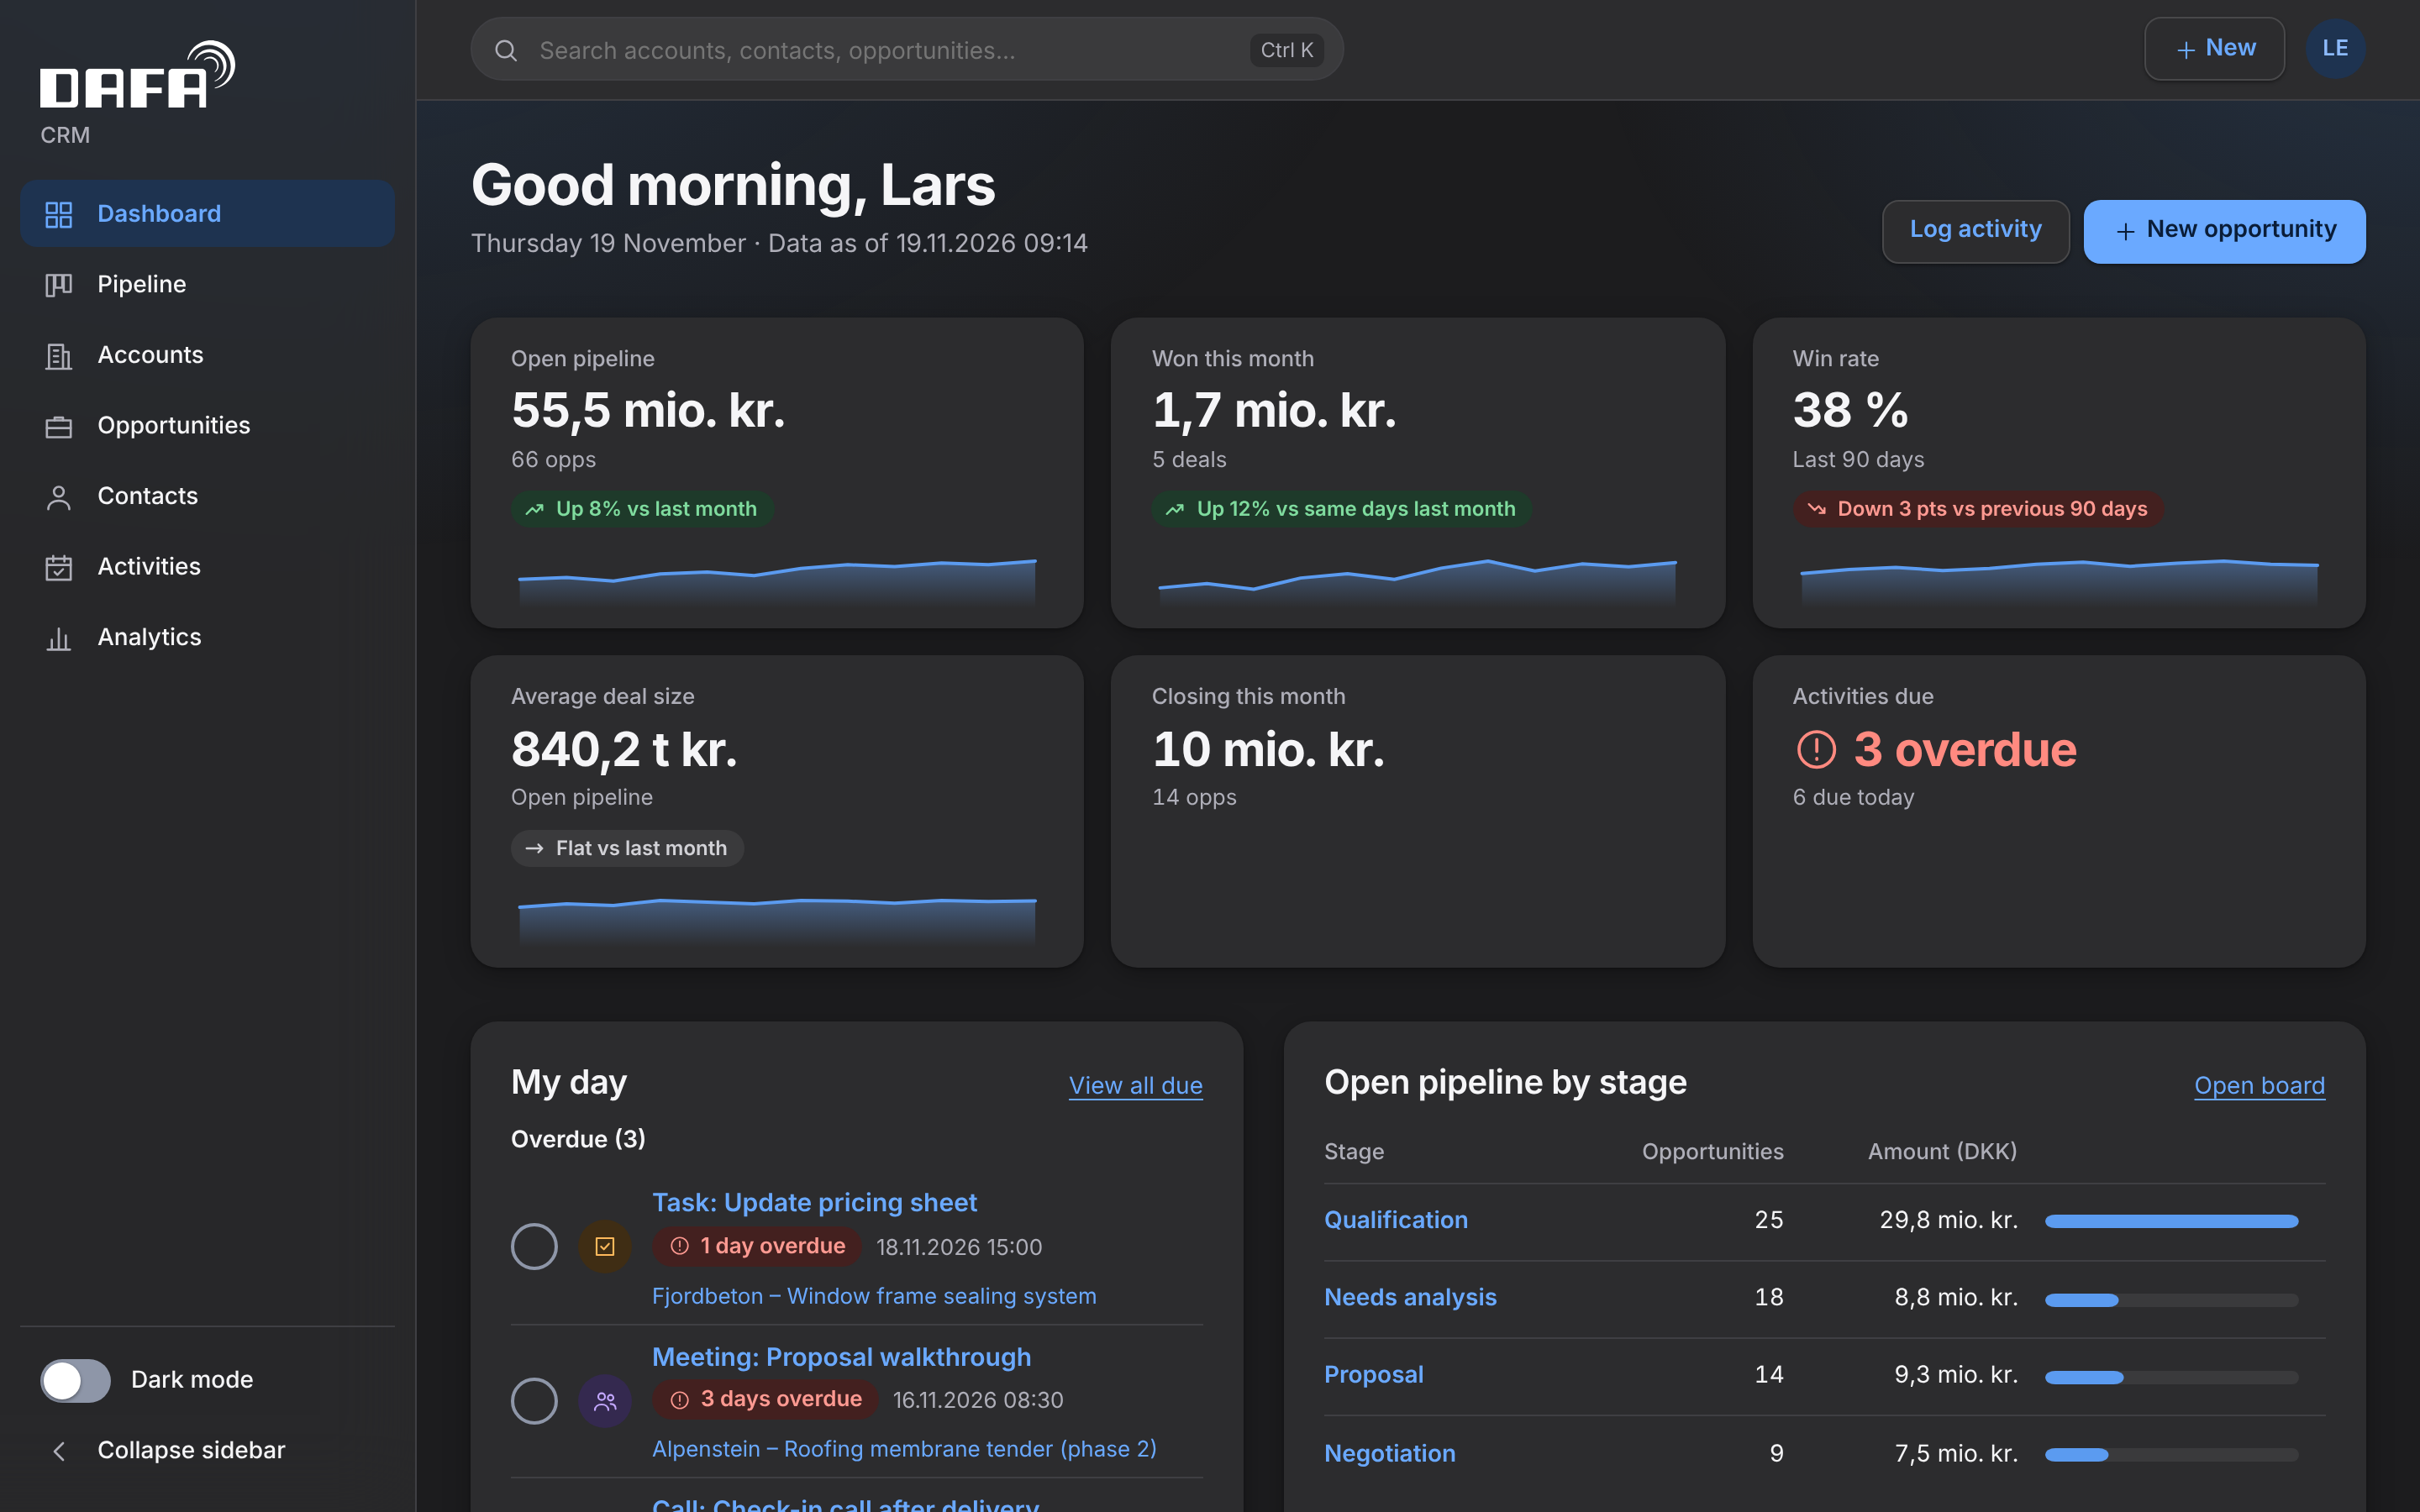 DAFA
CRM
Dashboard
Pipeline
Accounts
Opportunities
Contacts
Activities
Analytics
Dark mode
Collapse sidebar
Search accounts, contacts, opportunities...
Ctrl K
+ New
LE
Good morning, Lars
Thursday 19 November · Data as of 19.11.2026 09:14
Log activity
+ New opportunity
Open pipeline
55,5 mio. kr.
66 opps
Up 8% vs last month
Won this month
1,7 mio. kr.
5 deals
Up 12% vs same days last month
Win rate
38 %
Last 90 days
Down 3 pts vs previous 90 days
Average deal size
840,2 t kr.
Open pipeline
Flat vs last month
Closing this month
10 mio. kr.
14 opps
Activities due
3 overdue
6 due today
My day
View all due
Overdue (3)
Task: Update pricing sheet
1 day overdue 18.11.2026 15:00
Fjordbeton – Window frame sealing system
Meeting: Proposal walkthrough
3 days overdue 16.11.2026 08:30
Alpenstein – Roofing membrane tender (phase 2)
Call: Check-in call after delivery
Open pipeline by stage
Open board
Stage Opportunities Amount (DKK)
Qualification 25 29,8 mio. kr.
Needs analysis 18 8,8 mio. kr.
Proposal 14 9,3 mio. kr.
Negotiation 9 7,5 mio. kr.